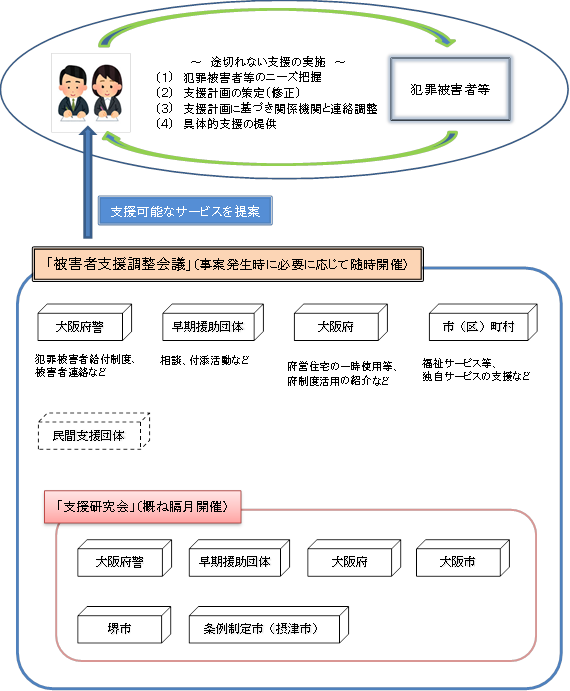 ～ 途切れない支援の実施 ～
(1) 犯罪被害者等のニーズ把握
(2) 支援計画の策定(修正)
(3) 支援計画に基づき関係機関と連絡調整
(4) 具体的支援の提供
犯罪被害者等
支援可能なサービスを提案
「被害者支援調整会議」(事案発生時に必要に応じて随時開催)
大阪府警
早期援助団体
大阪府
市（区）町村
犯罪被害者給付制度、
被害者連絡など
相談、付添活動など
府営住宅の一時使用等、
府制度活用の紹介など
福祉サービス等、
独自サービスの支援など
民間支援団体
「支援研究会」(概ね隔月開催)
大阪府警
早期援助団体
大阪府
大阪市
堺市
条例制定市（摂津市）